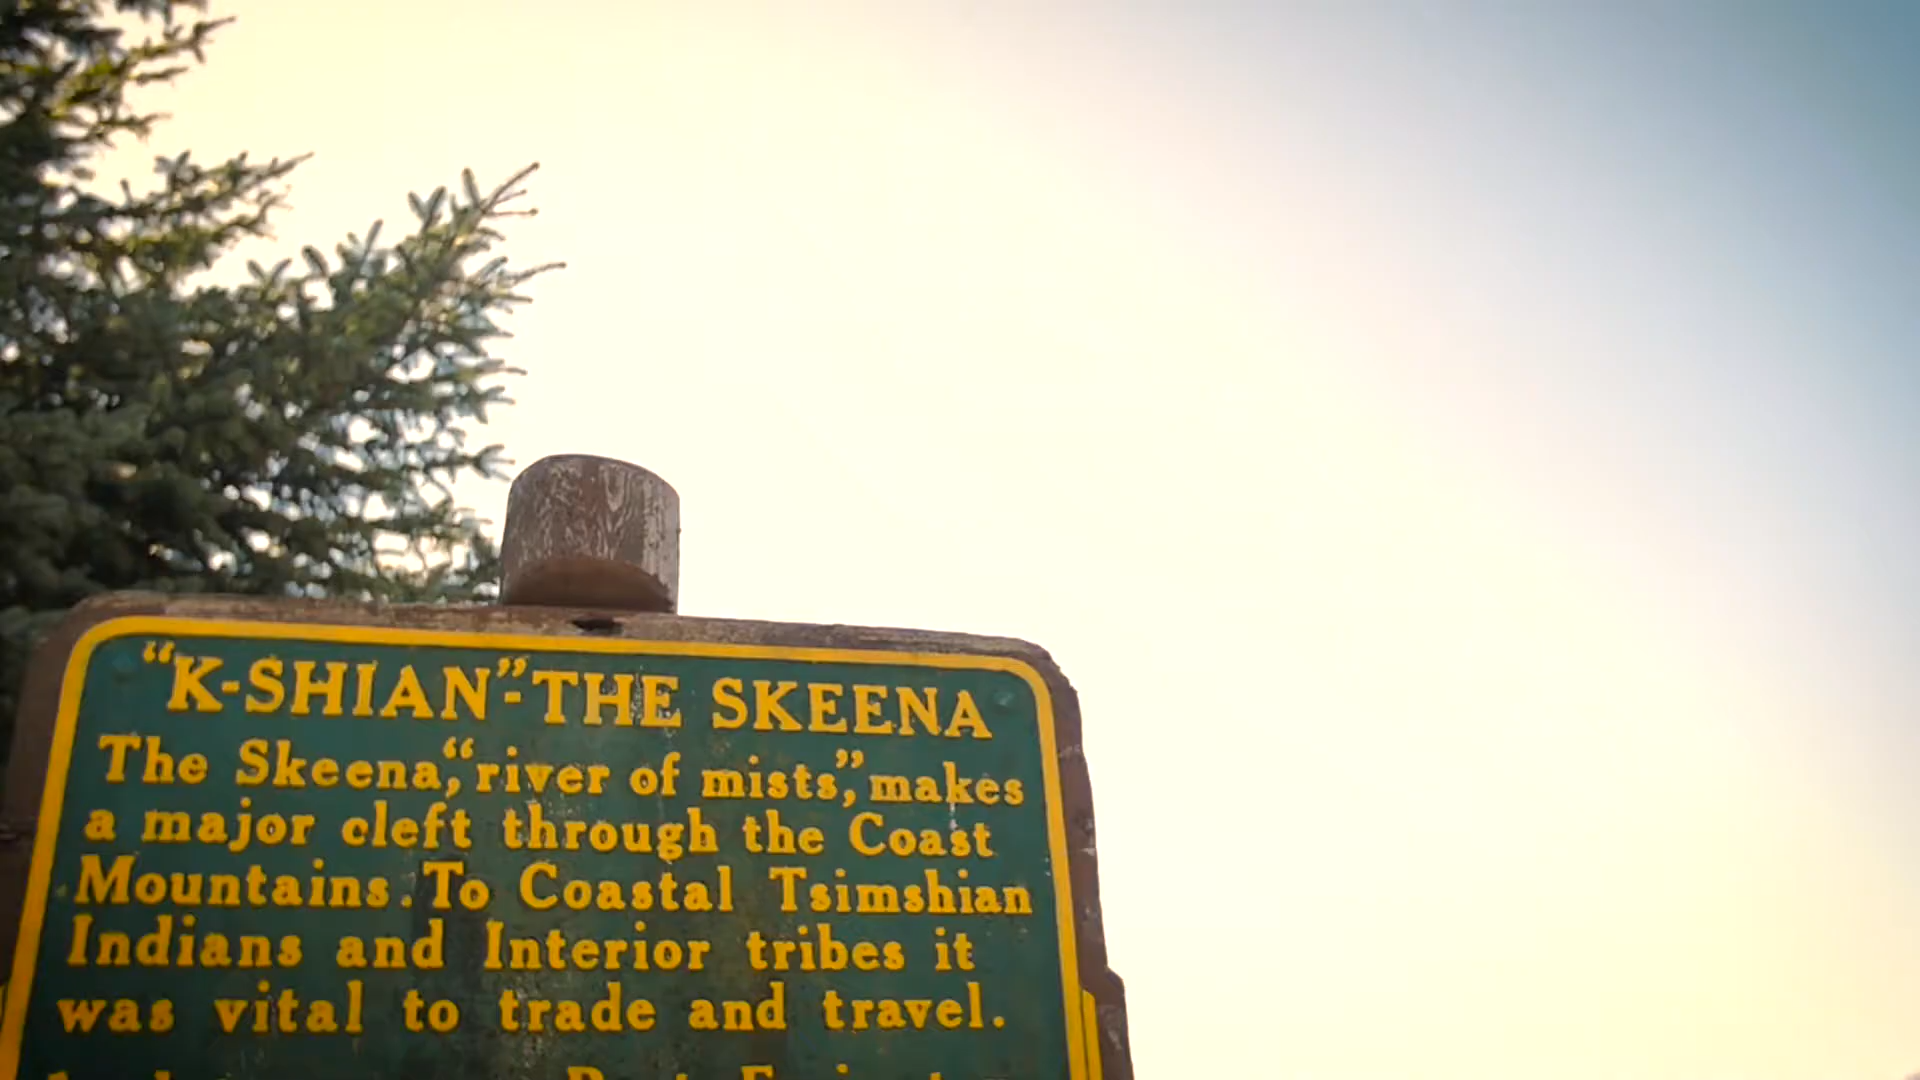 “K-SHIAN”-THE SKEENA
The Skeena, “river of mists,” makes
a major cleft through the Coast
Mountains. To Coastal Tsimshian
Indians and Interior tribes it
was vital to trade and travel.